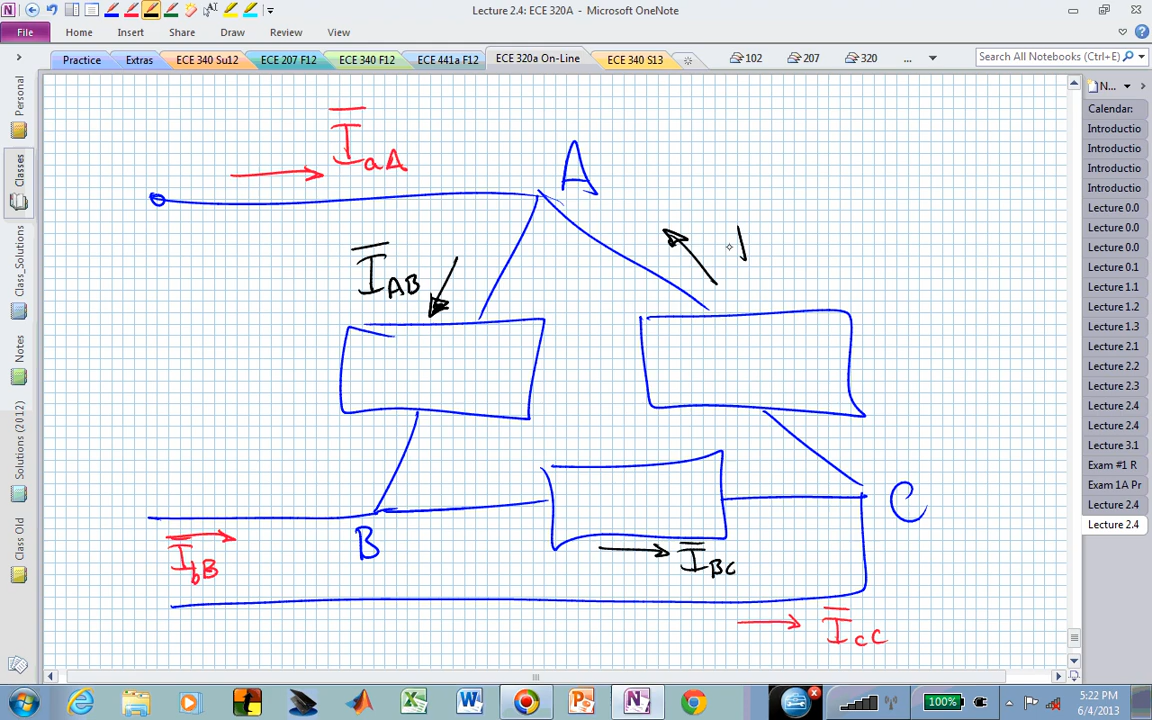 Lecture 2.4: ECE 320A - Microsoft OneNote
File Home Insert Share Draw Review View
Practice Extras ECE 340 Su12 ECE 207 F12 ECE 340 F12 ECE 441a F12 ECE 320a On-Line ECE 340 S13 102 207 320 ... Search All Notebooks (Ctrl+E)
Personal
Classes
Class_Solutions
Notes
Solutions (2012)
Class Old
I̅aA
A
I̅AB
B
C
I̅BC
I̅bB
I̅cC
N...
Calendar:
Introductio
Introductio
Introductio
Introductio
Lecture 0.0
Lecture 0.0
Lecture 0.0
Lecture 0.1
Lecture 1.1
Lecture 1.2
Lecture 1.3
Lecture 2.1
Lecture 2.2
Lecture 2.3
Lecture 2.4
Lecture 2.4
Lecture 3.1
Exam #1 R
Exam 1A Pr
Lecture 2.4
Lecture 2.4
100%
5:22 PM
6/4/2013